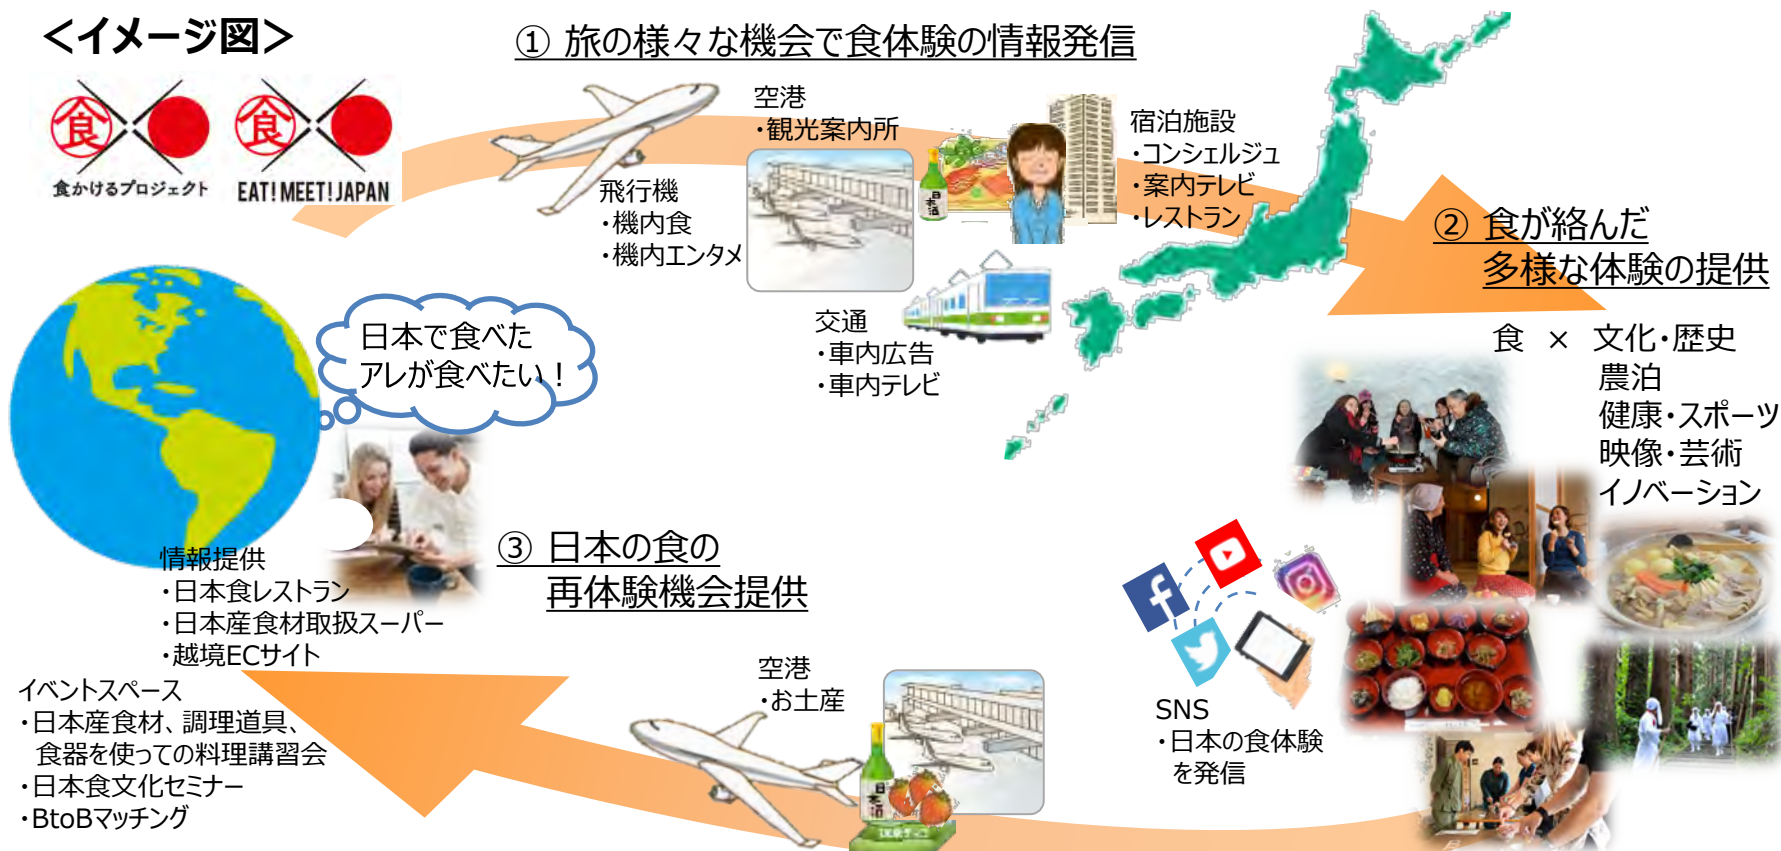 ＜イメージ図＞
食
食かけるプロジェクト
食
EAT! MEET! JAPAN
① 旅の様々な機会で食体験の情報発信
飛行機
・機内食
・機内エンタメ
空港
・観光案内所
日本酒
宿泊施設
・コンシェルジュ
・案内テレビ
・レストラン
交通
・車内広告
・車内テレビ
② 食が絡んだ
多様な体験の提供
食 × 文化・歴史
農泊
健康・スポーツ
映像・芸術
イノベーション
SNS
・日本の食体験
を発信
③ 日本の食の
再体験機会提供
空港
・お土産
日本酒
日本で食べた
アレが食べたい！
情報提供
・日本食レストラン
・日本産食材取扱スーパー
・越境ECサイト
イベントスペース
・日本産食材、調理道具、
食器を使っての料理講習会
・日本食文化セミナー
・BtoBマッチング